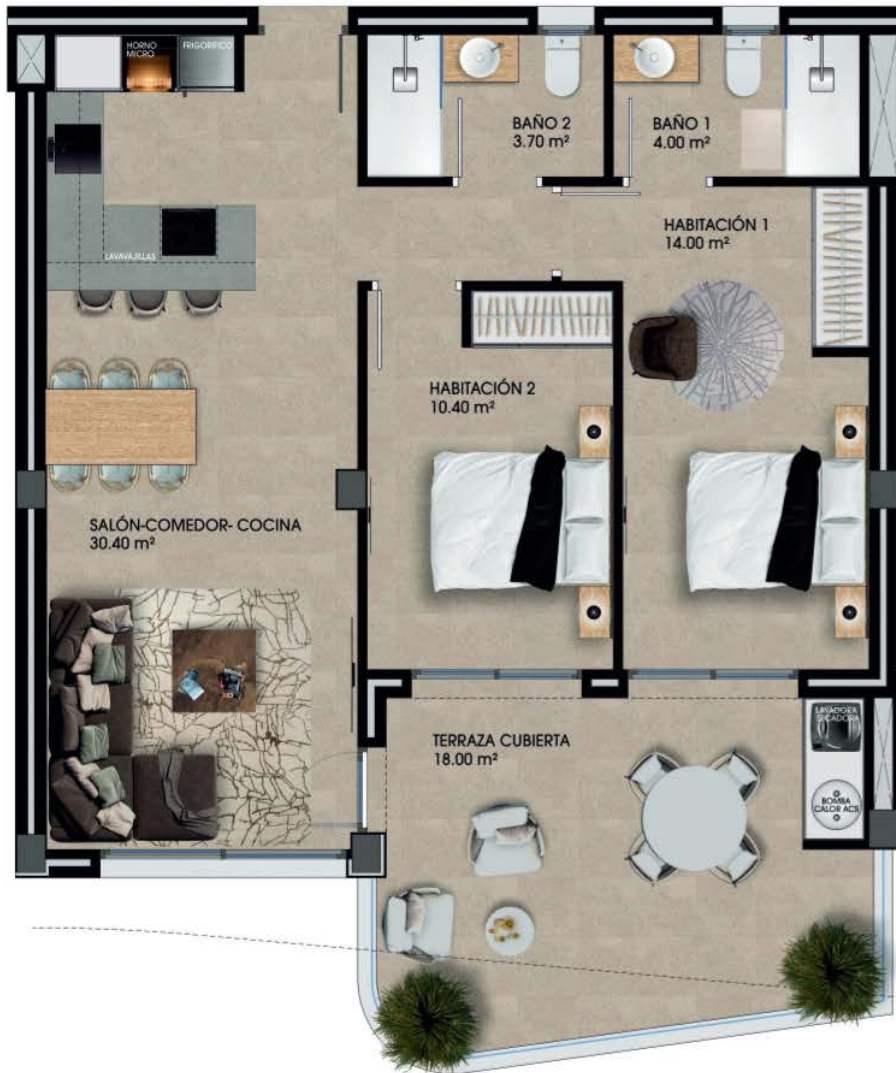 HORNO
MICRO
FRIGORÍFICO
BAÑO 2
3.70 m²
BAÑO 1
4.00 m²
HABITACIÓN 1
14.00 m²
LAVAVAJILLAS
HABITACIÓN 2
10.40 m²
SALÓN-COMEDOR- COCINA
30.40 m²
TERRAZA CUBIERTA
18.00 m²
LAVADORA
SECADORA
BOMBA
CALOR ACS